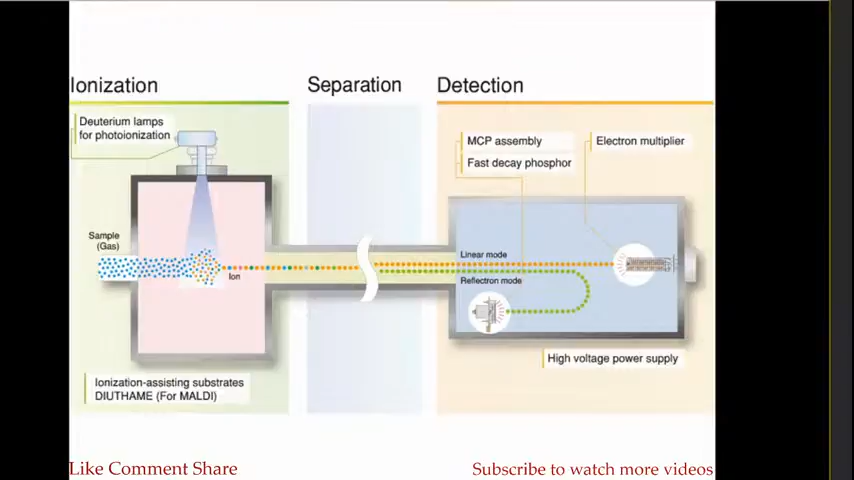 Ionization
Separation
Detection
Deuterium lamps
for photoionization
MCP assembly
Fast decay phosphor
Electron multiplier
Sample
(Gas)
Ion
Linear mode
Reflectron mode
High voltage power supply
Ionization-assisting substrates
DIUTHAME (For MALDI)
Like Comment Share
Subscribe to watch more videos